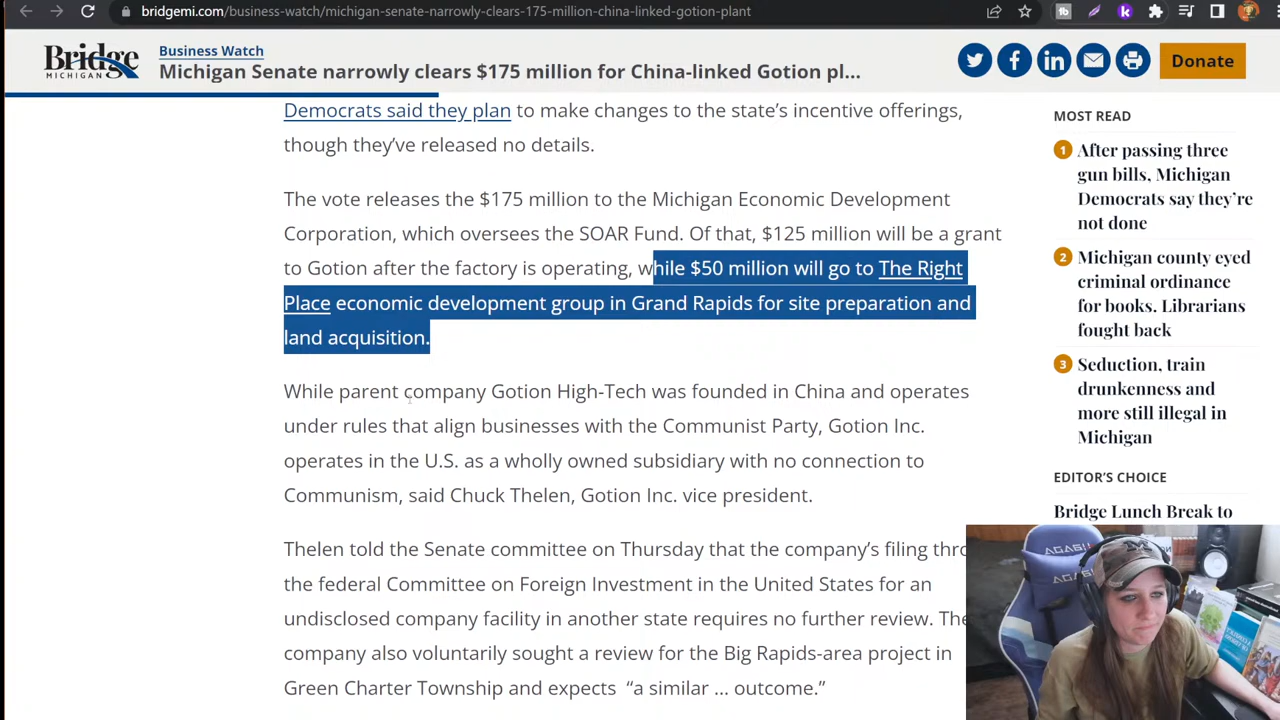 bridgemi.com/business-watch/michigan-senate-narrowly-clears-175-million-china-linked-gotion-plant
Bridge
MICHIGAN
Business Watch
Michigan Senate narrowly clears $175 million for China-linked Gotion pl...
Donate
Democrats said they plan to make changes to the state's incentive offerings,
though they've released no details.
The vote releases the $175 million to the Michigan Economic Development
Corporation, which oversees the SOAR Fund. Of that, $125 million will be a grant
to Gotion after the factory is operating, while $50 million will go to The Right
Place economic development group in Grand Rapids for site preparation and
land acquisition.
While parent company Gotion High-Tech was founded in China and operates
under rules that align businesses with the Communist Party, Gotion Inc.
operates in the U.S. as a wholly owned subsidiary with no connection to
Communism, said Chuck Thelen, Gotion Inc. vice president.
Thelen told the Senate committee on Thursday that the company's filing thro
the federal Committee on Foreign Investment in the United States for an
undisclosed company facility in another state requires no further review. The
company also voluntarily sought a review for the Big Rapids-area project in
Green Charter Township and expects “a similar ... outcome.”
MOST READ
1 After passing three
gun bills, Michigan
Democrats say they're
not done
2 Michigan county eyed
criminal ordinance
for books. Librarians
fought back
3 Seduction, train
drunkenness and
more still illegal in
Michigan
EDITOR'S CHOICE
Bridge Lunch Break to